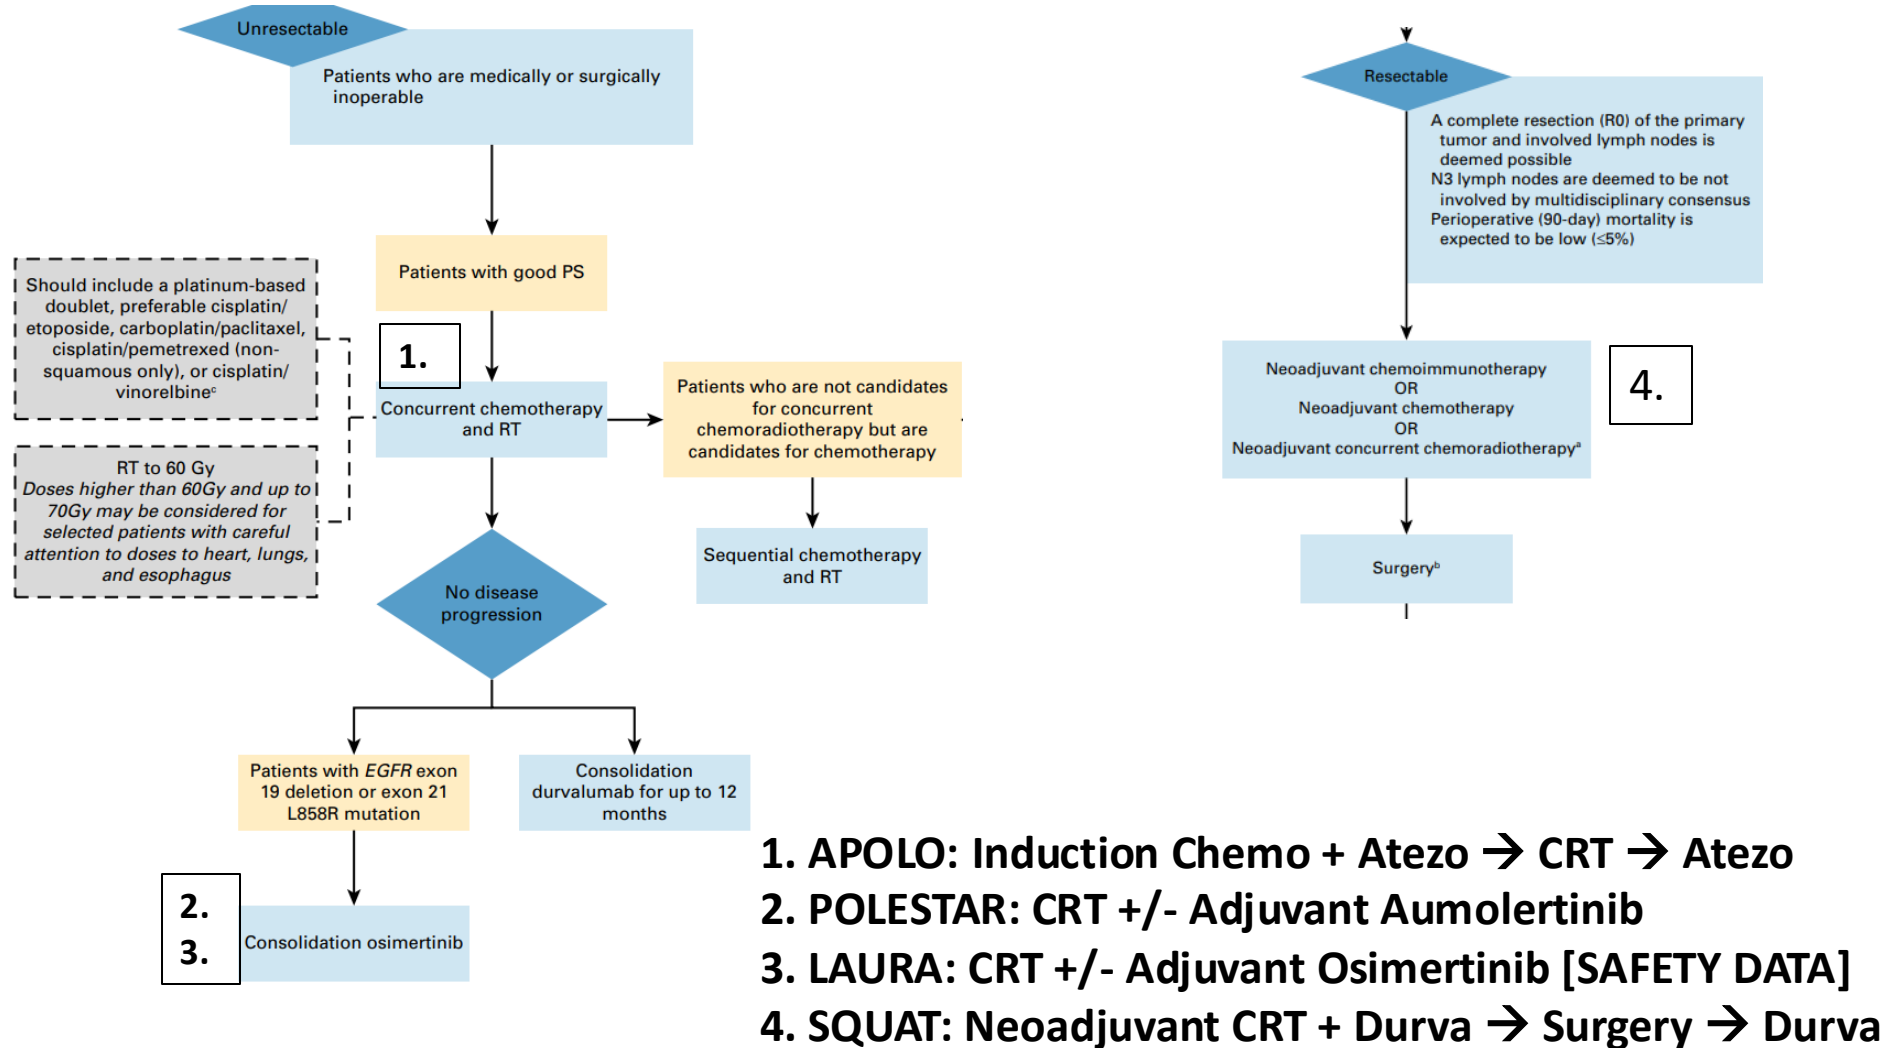 Unresectable
Patients who are medically or surgically
inoperable
Patients with good PS
Should include a platinum-based
doublet, preferable cisplatin/
etoposide, carboplatin/paclitaxel,
cisplatin/pemetrexed (non-
squamous only), or cisplatin/
vinorelbineᶜ
RT to 60 Gy
Doses higher than 60Gy and up to
70Gy may be considered for
selected patients with careful
attention to doses to heart, lungs,
and esophagus
1.
Concurrent chemotherapy
and RT
Patients who are not candidates
for concurrent
chemoradiotherapy but are
candidates for chemotherapy
Sequential chemotherapy
and RT
No disease
progression
Patients with EGFR exon
19 deletion or exon 21
L858R mutation
Consolidation
durvalumab for up to 12
months
2.
3.
Consolidation osimertinib
Resectable
A complete resection (R0) of the primary
tumor and involved lymph nodes is
deemed possible
N3 lymph nodes are deemed to be not
involved by multidisciplinary consensus
Perioperative (90-day) mortality is
expected to be low (≤5%)
Neoadjuvant chemoimmunotherapy
OR
Neoadjuvant chemotherapy
OR
Neoadjuvant concurrent chemoradiotherapyᵃ
4.
Surgeryᵇ
1. APOLO: Induction Chemo + Atezo → CRT → Atezo
2. POLESTAR: CRT +/- Adjuvant Aumolertinib
3. LAURA: CRT +/- Adjuvant Osimertinib [SAFETY DATA]
4. SQUAT: Neoadjuvant CRT + Durva → Surgery → Durva